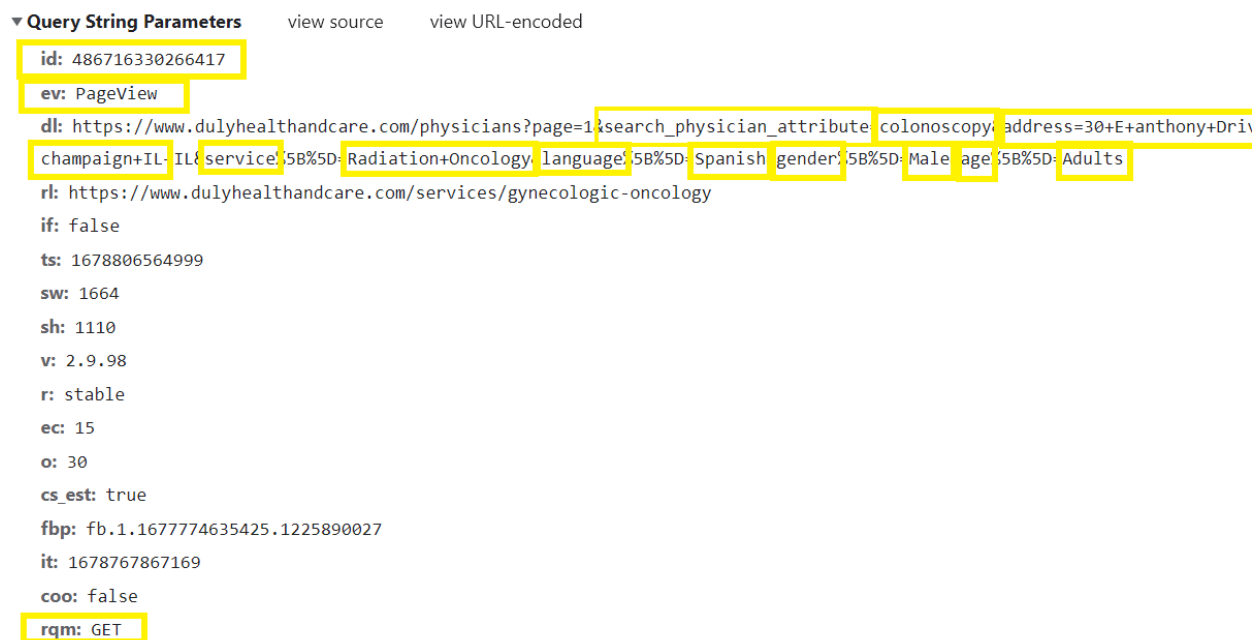 ▼ Query String Parameters view source view URL-encoded
id: 486716330266417
ev: PageView
dl: https://www.dulyhealthandcare.com/physicians?page=1&search_physician_attribute=colonoscopy&address=30+E+anthony+Driv
champaign+IL-IL&service%5B%5D=Radiation+Oncology&language%5B%5D=Spanish&gender%5B%5D=Male&age%5B%5D=Adults
rl: https://www.dulyhealthandcare.com/services/gynecologic-oncology
if: false
ts: 1678806564999
sw: 1664
sh: 1110
v: 2.9.98
r: stable
ec: 15
o: 30
cs_est: true
fbp: fb.1.1677774635425.1225890027
it: 1678767867169
coo: false
rqm: GET